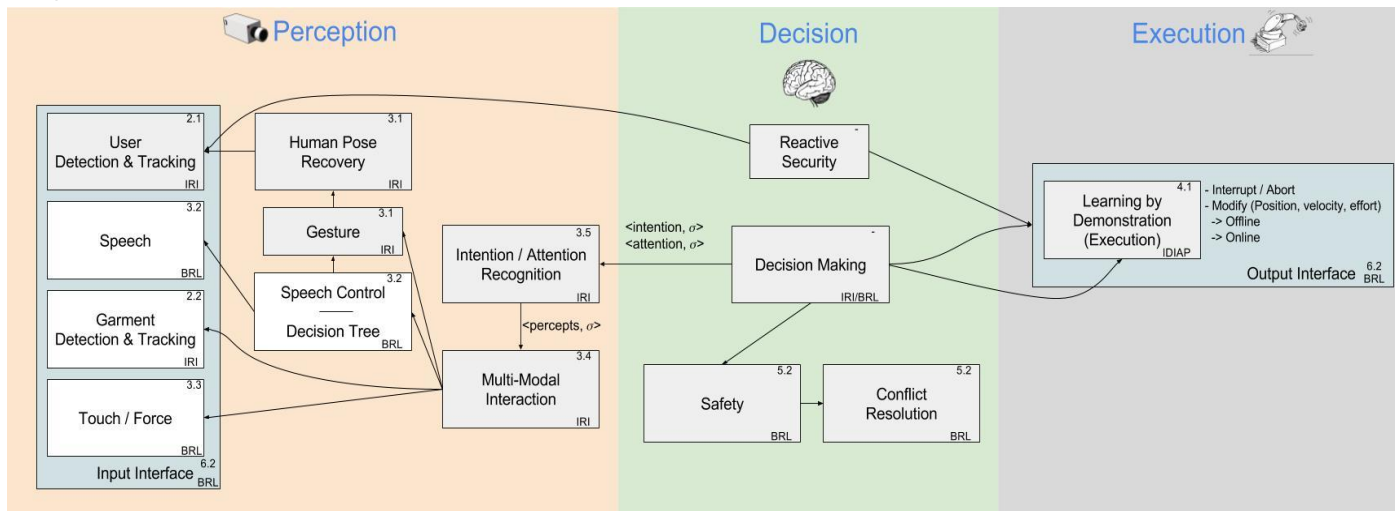 Perception
Decision
Execution
2.1
User
Detection & Tracking
IRI
3.2
Speech
BRL
2.2
Garment
Detection & Tracking
IRI
3.3
Touch / Force
BRL
Input Interface
6.2
BRL
3.1
Human Pose
Recovery
IRI
3.1
Gesture
IRI
3.2
Speech Control
Decision Tree
BRL
3.5
Intention / Attention
Recognition
IRI
<percepts, σ>
3.4
Multi-Modal
Interaction
IRI
<intention, σ>
<attention, σ>
-
Reactive
Security
-
Decision Making
IRI/BRL
5.2
Safety
BRL
5.2
Conflict
Resolution
BRL
4.1
Learning by
Demonstration
(Execution)
IDIAP
- Interrupt / Abort
- Modify (Position, velocity, effort)
-> Offline
-> Online
Output Interface
6.2
BRL